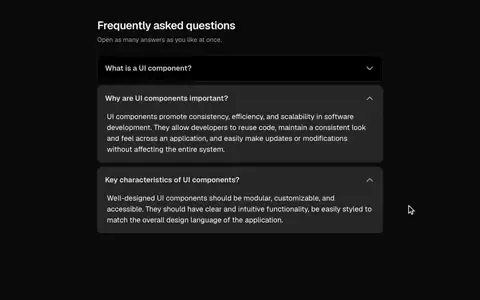 Frequently asked questions
Open as many answers as you like at once.
What is a UI component?
Why are UI components important?
UI components promote consistency, efficiency, and scalability in software
development. They allow developers to reuse code, maintain a consistent look
and feel across an application, and easily make updates or modifications
without affecting the entire system.
Key characteristics of UI components?
Well-designed UI components should be modular, customizable, and
accessible. They should have clear and intuitive functionality, be easily styled to
match the overall design language of the application.